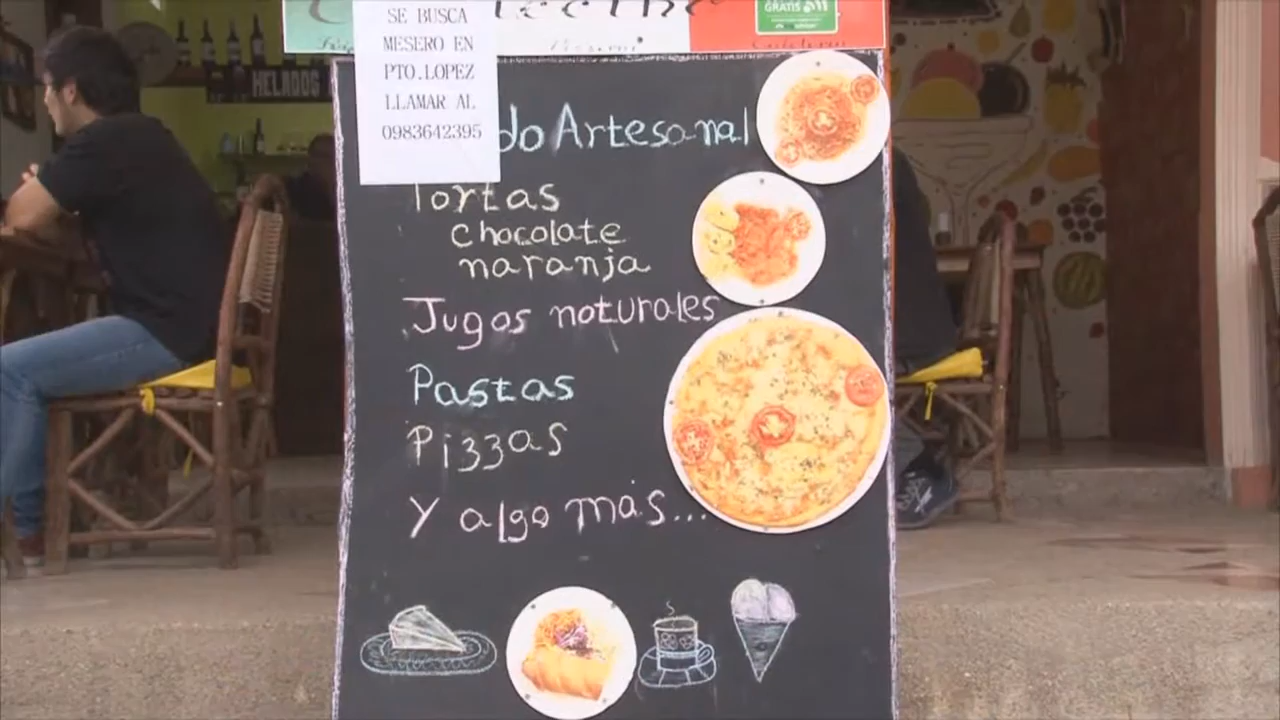 SE BUSCA
MESERO EN
PTO.LOPEZ
LLAMAR AL
0983642395
GRATIS
HELADOS
do Artesanal
Tortas
chocolate
naranja
Jugos noturales
Pastas
Pizzas
Y algo más...